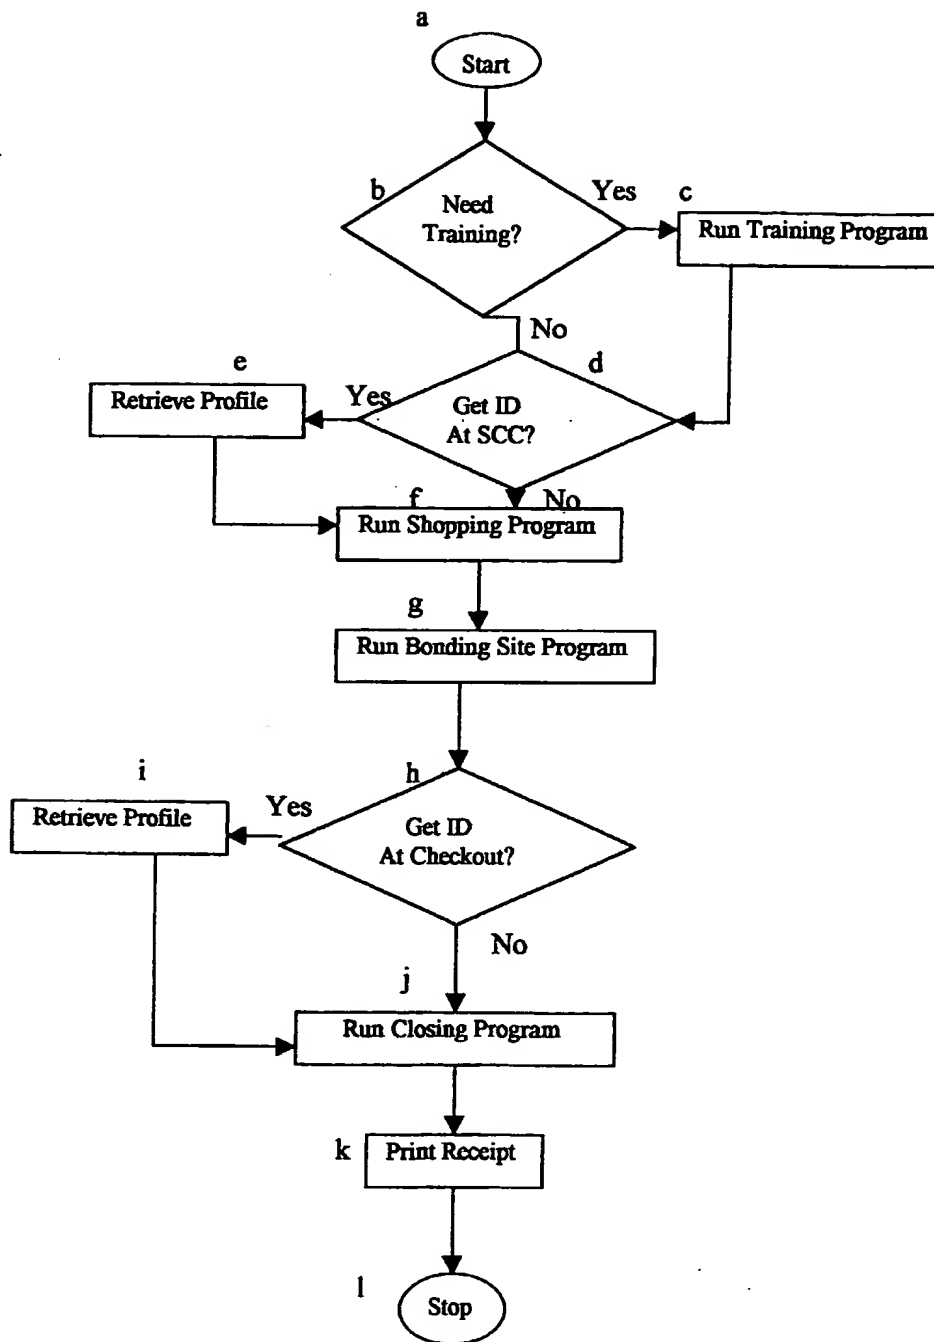 a
Start
b
Need
Training?
Yes
c
Run Training Program
No
d
e
Retrieve Profile
Yes
Get ID
At SCC?
f
No
Run Shopping Program
g
Run Bonding Site Program
h
i
Retrieve Profile
Yes
Get ID
At Checkout?
No
j
Run Closing Program
k
Print Receipt
l
Stop